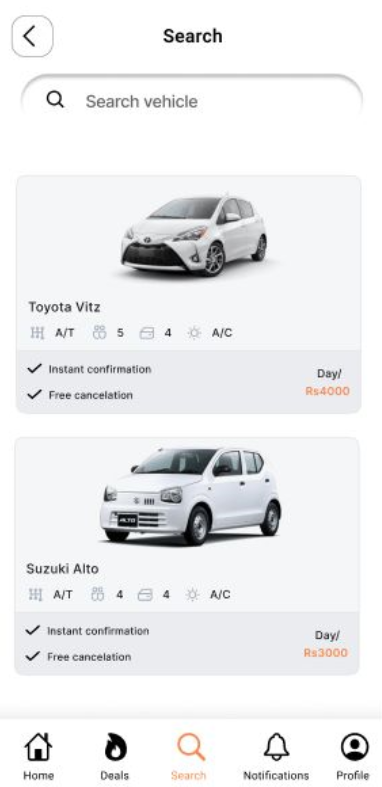 Search
Search vehicle
Toyota Vitz
A/T 5 4 A/C
Instant confirmation
Free cancelation
Day/
Rs4000
ALTO
Suzuki Alto
A/T 4 4 A/C
Instant confirmation
Free cancelation
Day/
Rs3000
Home Deals Search Notifications Profile